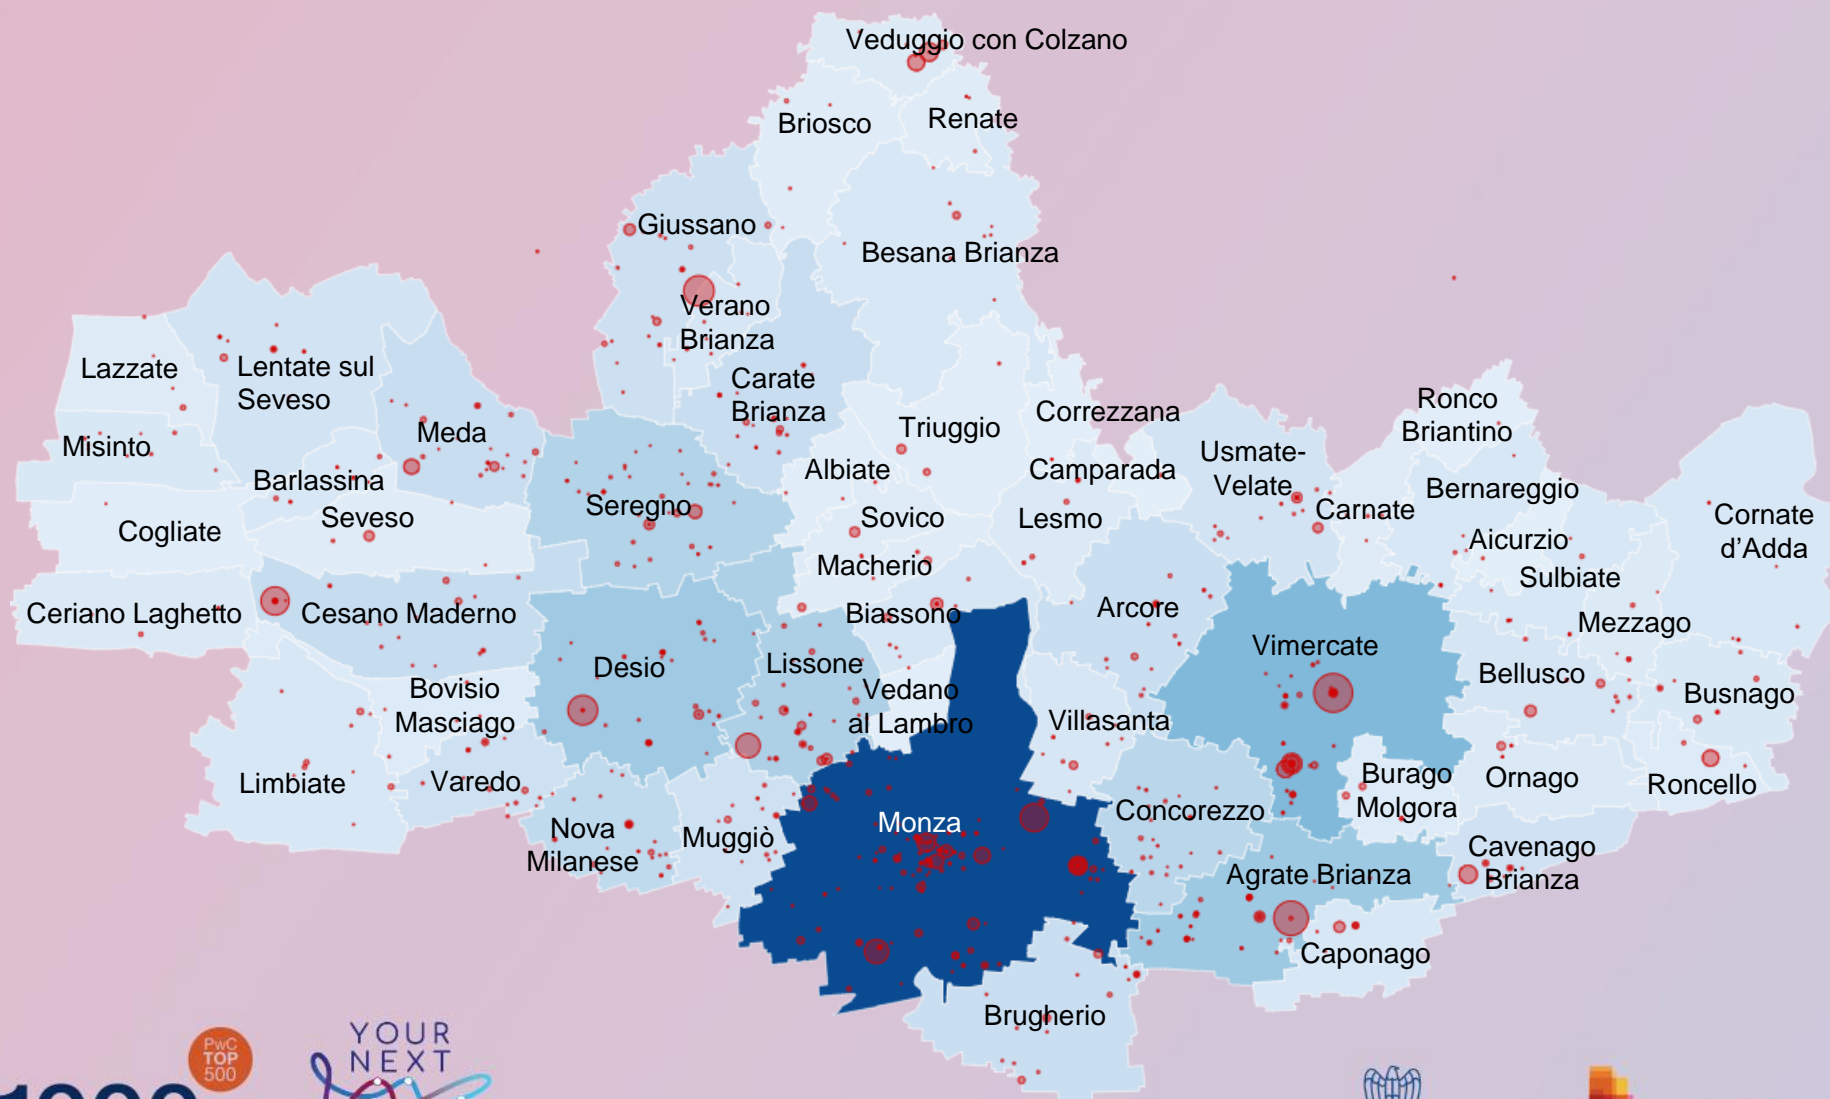 Veduggio con Colzano
Briosco
Renate
Giussano
Besana Brianza
Verano
Brianza
Lazzate
Lentate sul
Seveso
Carate
Brianza
Meda
Misinto
Triuggio
Correzzana
Ronco
Briantino
Usmate-
Velate
Albiate
Camparada
Barlassina
Seregno
Bernareggio
Cogliate
Seveso
Sovico
Lesmo
Carnate
Cornate
d'Adda
Aicurzio
Macherio
Sulbiate
Ceriano Laghetto
Cesano Maderno
Biassono
Arcore
Mezzago
Vimercate
Desio
Lissone
Bellusco
Busnago
Bovisio
Masciago
Vedano
al Lambro
Villasanta
Limbiate
Varedo
Burago
Molgora
Ornago
Roncello
Concorezzo
Nova
Milanese
Muggiò
Monza
Cavenago
Brianza
Agrate Brianza
Caponago
Brugherio
PwC
TOP
500
YOUR
NEXT